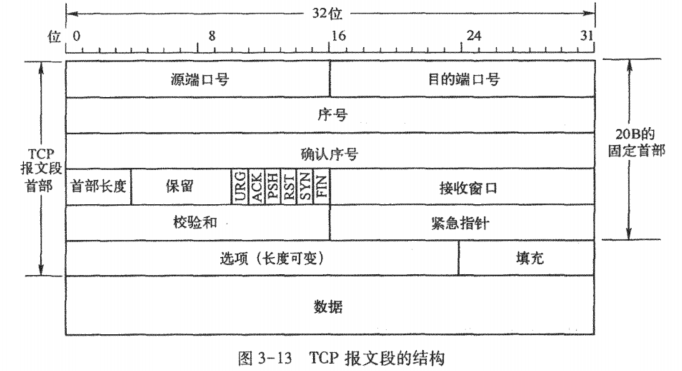 32位
位 0 8 16 24 31
源端口号 目的端口号
序号
确认序号
TCP
报文段
首部
20B的
固定首部
首部长度 保留 URG ACK PSH RST SYN FIN 接收窗口
校验和 紧急指针
选项（长度可变） 填充
数据
图 3-13 TCP 报文段的结构